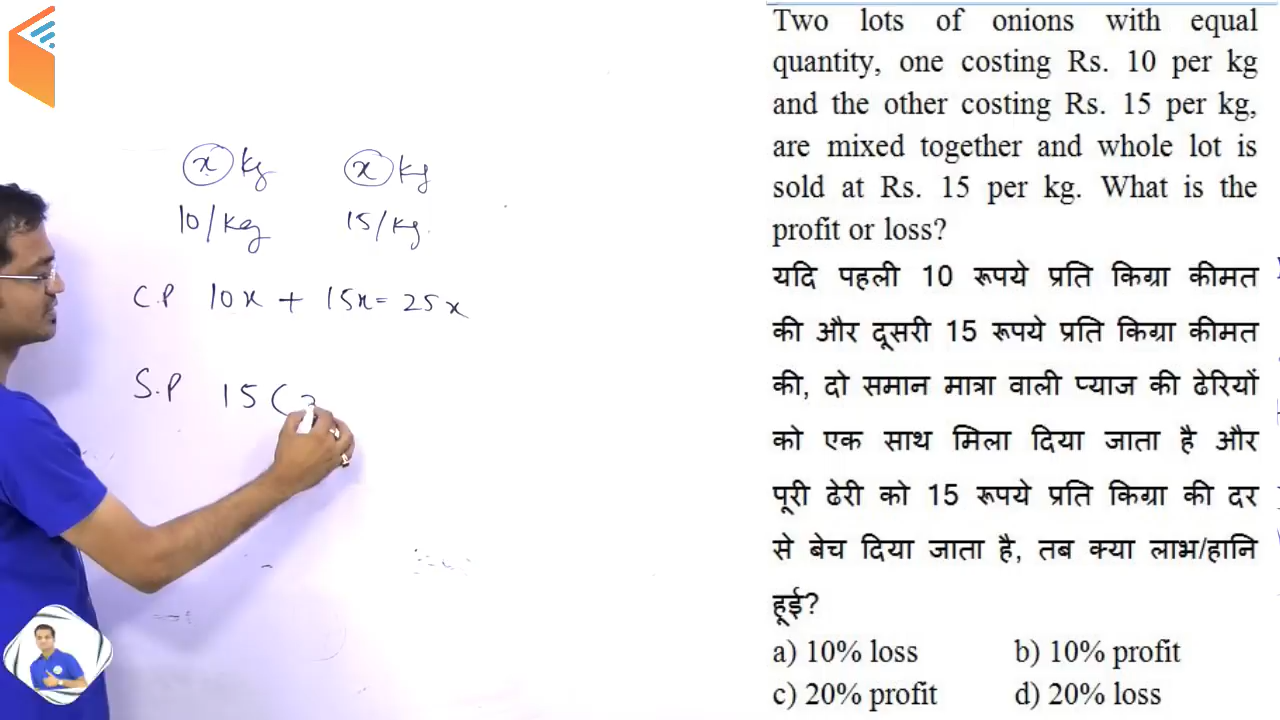 x kg x kg
10/kg 15/kg
C.P 10x + 15x = 25x
S.P 15 (
Two lots of onions with equal
quantity, one costing Rs. 10 per kg
and the other costing Rs. 15 per kg,
are mixed together and whole lot is
sold at Rs. 15 per kg. What is the
profit or loss?
यदि पहली 10 रूपये प्रति किग्रा कीमत
की और दूसरी 15 रूपये प्रति किग्रा कीमत
की, दो समान मात्रा वाली प्याज की ढेरियों
को एक साथ मिला दिया जाता है और
पूरी ढेरी को 15 रूपये प्रति किग्रा की दर
से बेच दिया जाता है, तब क्या लाभ/हानि
हूई?
a) 10% loss b) 10% profit
c) 20% profit d) 20% loss